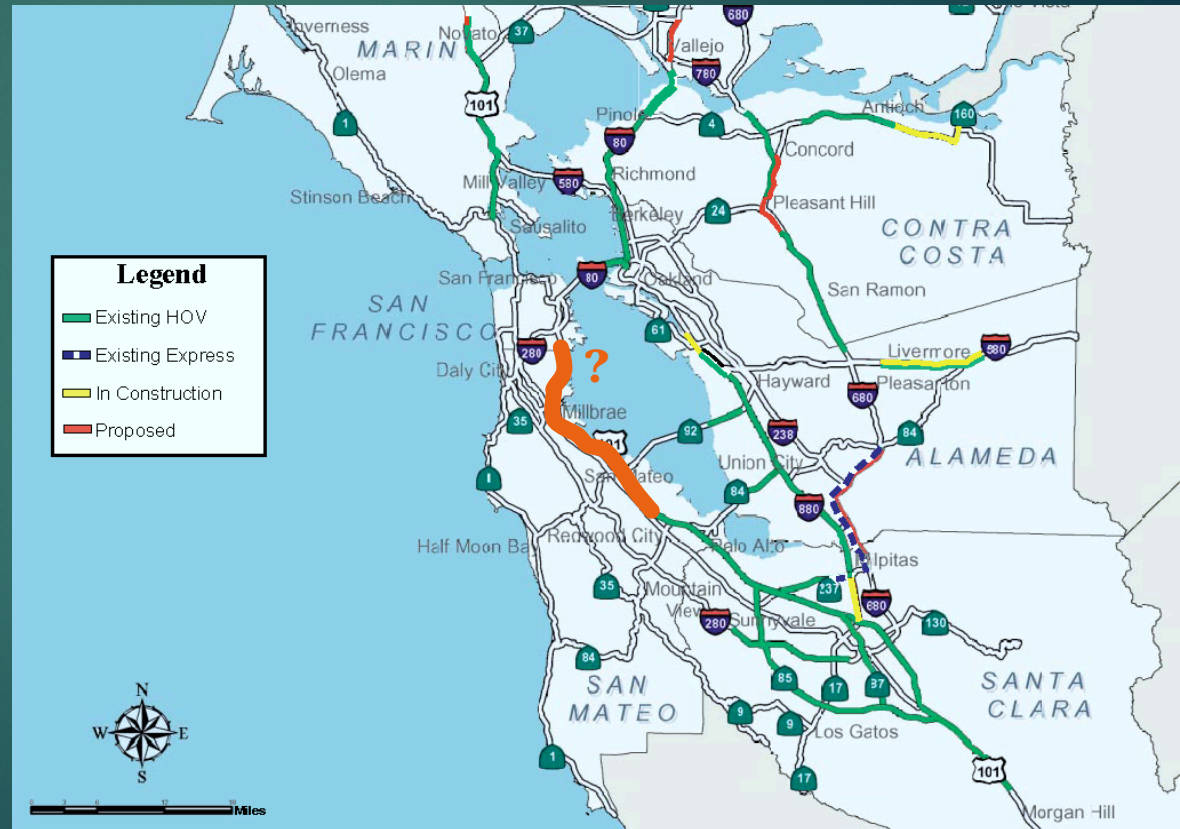 Inverness
Novato
37
Vallejo
680
MARIN
780
Olema
101
Pinole
Antioch
160
1
4
80
Concord
Mill Valley
580
Richmond
Stinson Beach
Berkeley
24
Pleasant Hill
Sausalito
CONTRA
COSTA
Legend
San Francisco
80
Oakland
San Ramon
SAN
FRANCISCO
Existing HOV
61
280
?
Livermore
580
Existing Express
Daly City
Hayward
Pleasanton
680
In Construction
35
Millbrae
101
92
238
84
Proposed
ALAMEDA
San Mateo
Union City
1
84
880
Half Moon Bay
Redwood City
Palo Alto
Milpitas
35
Mountain
View
237
680
280
Sunnyvale
130
84
85
17
87
SAN
MATEO
SANTA
CLARA
9
9
Los Gatos
N
W
E
S
1
17
101
0 3 6 12 18
Miles
Morgan Hill